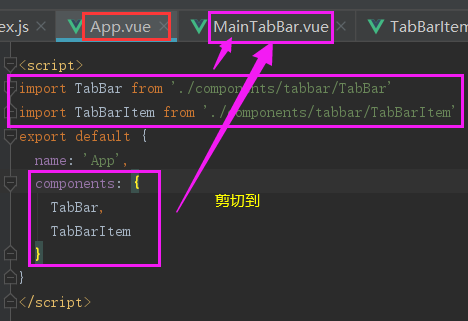 ex.js × App.vue × MainTabBar.vue × TabBarItem
<script>
import TabBar from './components/tabbar/TabBar'
import TabBarItem from './components/tabbar/TabBarItem'
export default {
name: 'App',
components: {
TabBar,
剪切到
TabBarItem
}
}
</script>